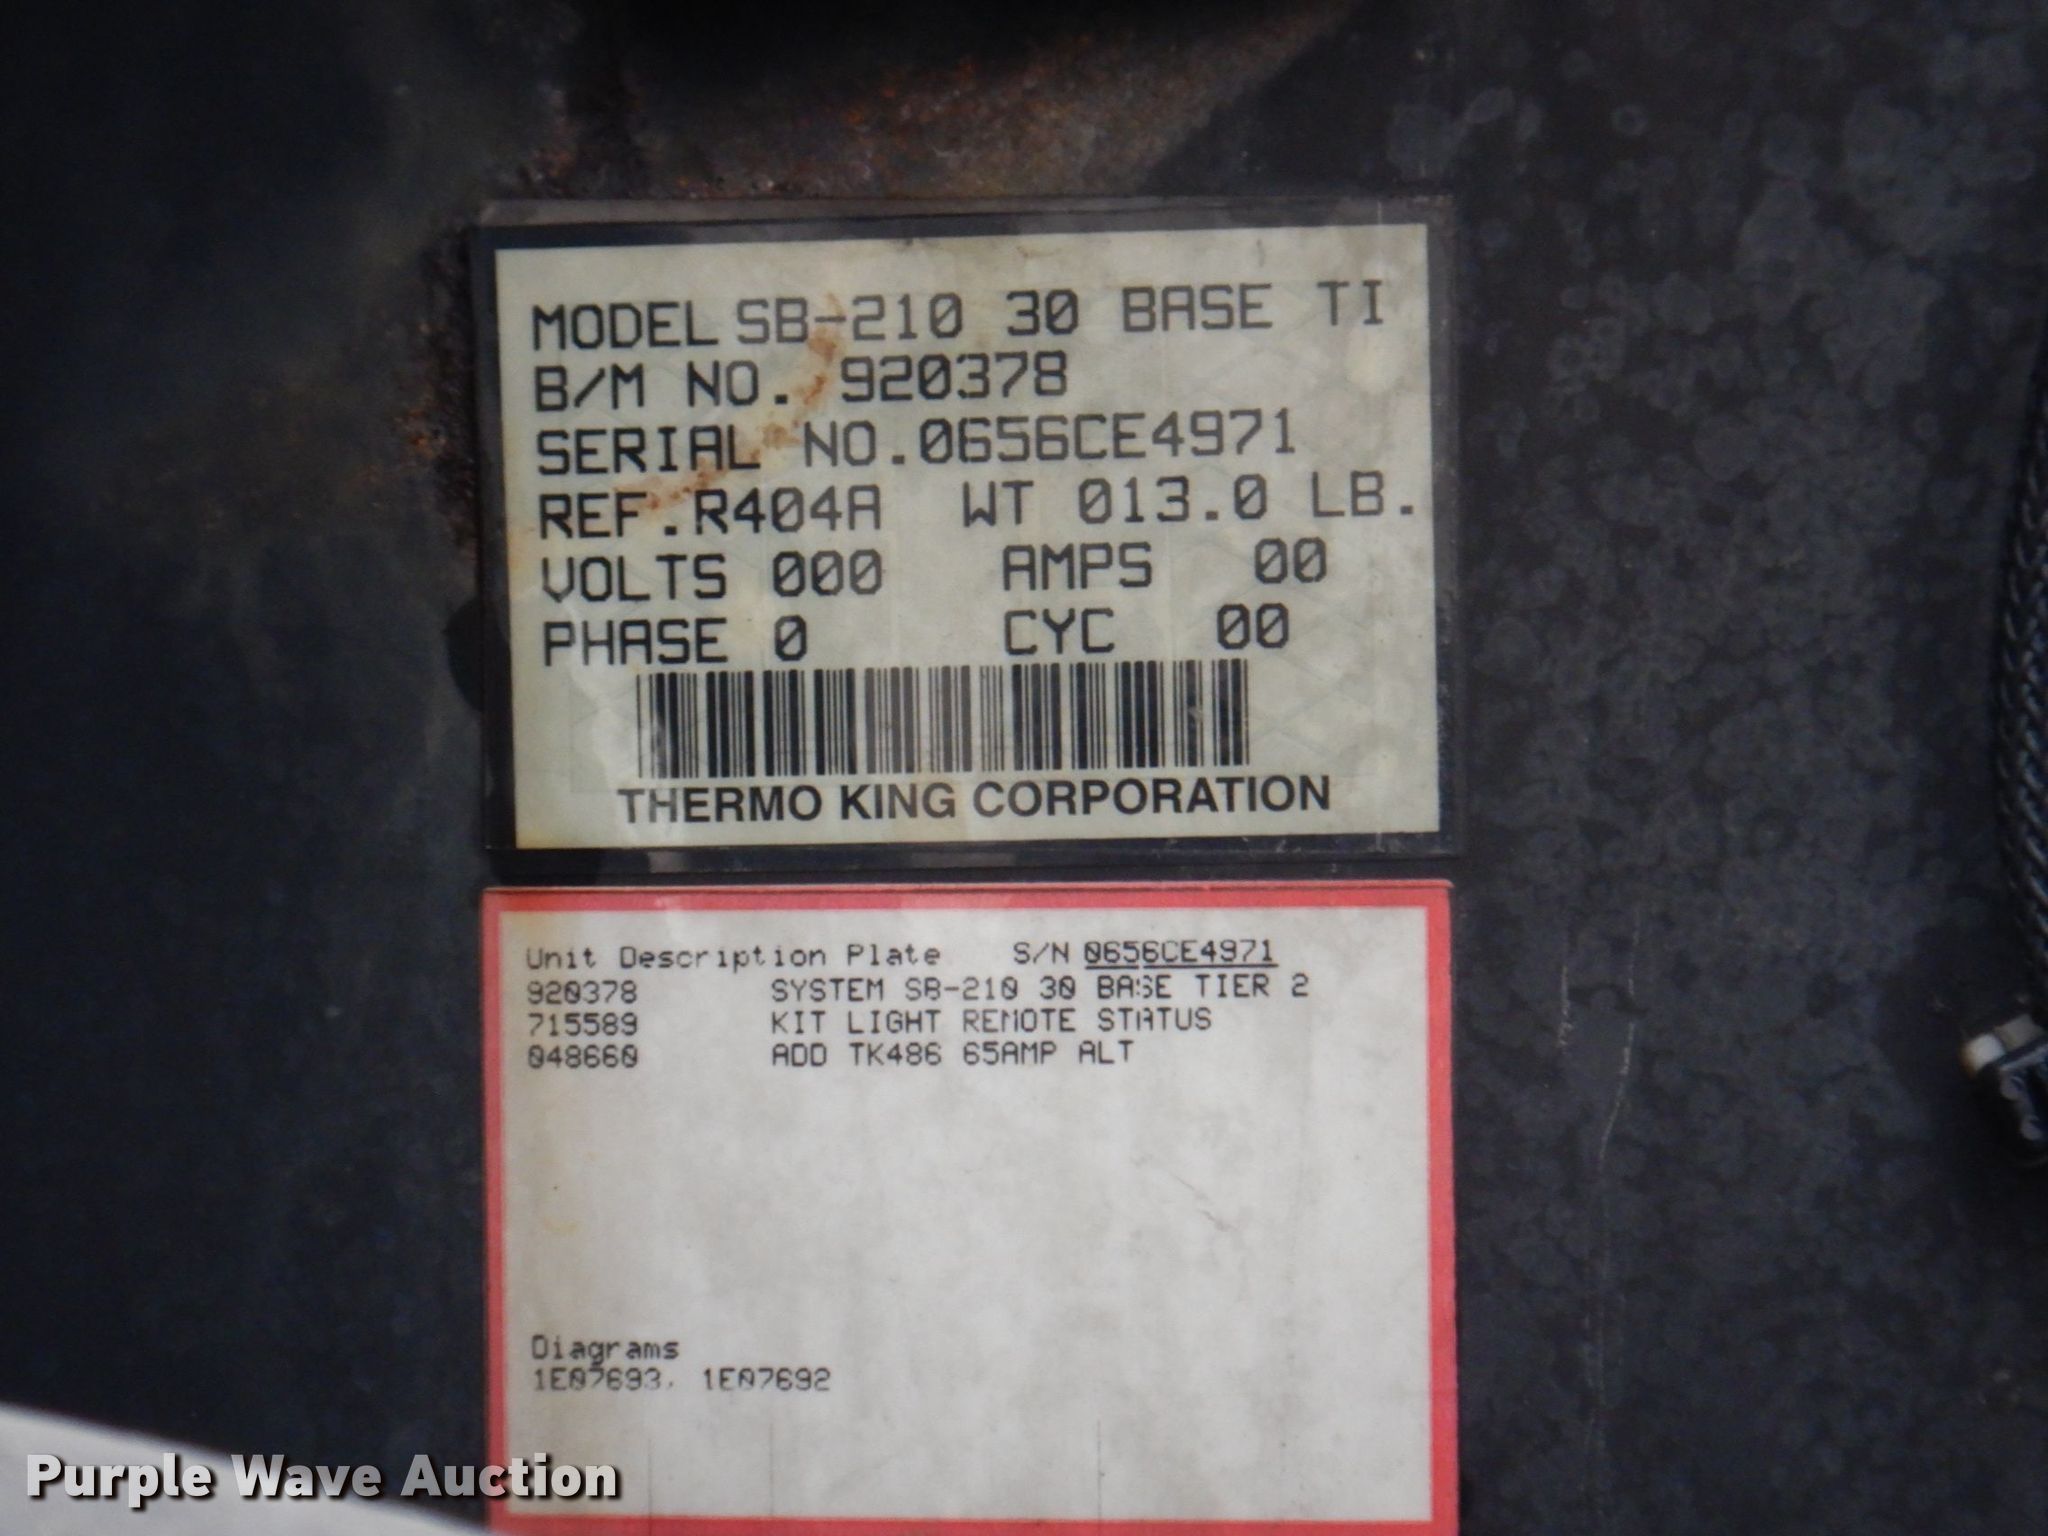 MODEL SB-210 30 BASE TI
B/M NO. 920378
SERIAL NO.0656CE4971
REF.R404A WT 013.0 LB.
VOLTS 000 AMPS 00
PHASE 0 CYC 00
THERMO KING CORPORATION
Unit Description Plate S/N 0656CE4971
920378 SYSTEM SB-210 30 BASE TIER 2
715589 KIT LIGHT REMOTE STATUS
048660 ADD TK486 65AMP ALT
Diagrams
1E07693, 1E07692
Purple Wave Auction